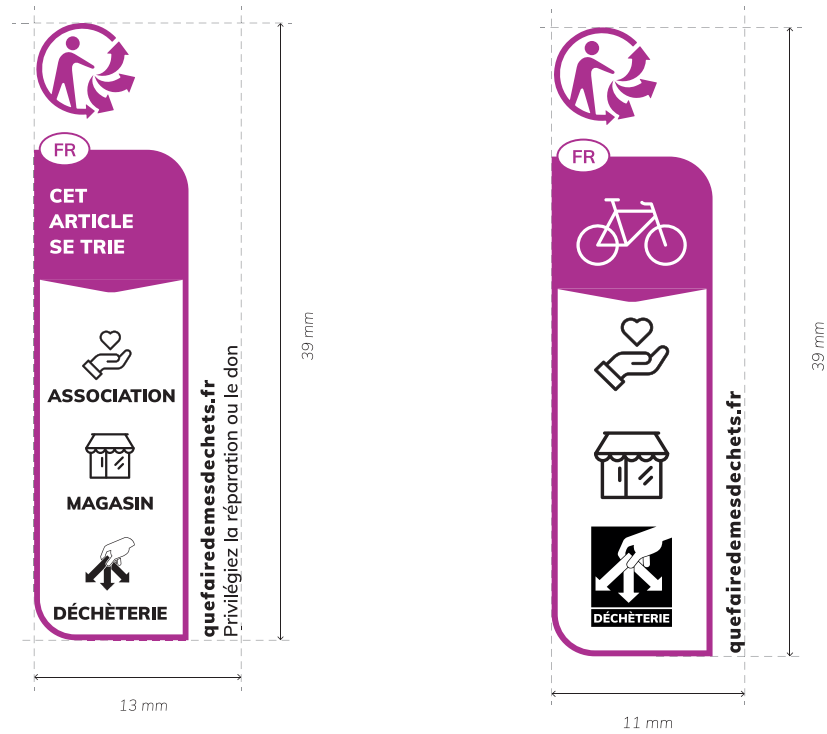 FR
CET
ARTICLE
SE TRIE
ASSOCIATION
MAGASIN
DÉCHÈTERIE
quefairedemesdechets.fr
Privilégiez la réparation ou le don
39 mm
13 mm
FR
DÉCHÈTERIE
quefairedemesdechets.fr
39 mm
11 mm